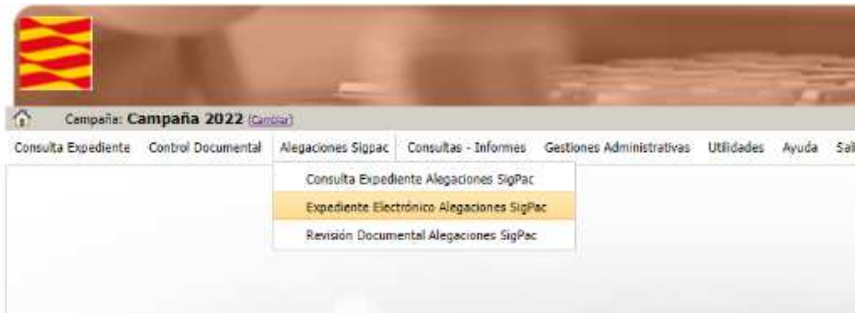 Campaña: Campaña 2022 (Cambiar)
Consulta Expediente Control Documental Alegaciones Sigpac Consultas - Informes Gestiones Administrativas Utilidades Ayuda Sali
Consulta Expediente Alegaciones SigPac
Expediente Electrónico Alegaciones SigPac
Revisión Documental Alegaciones SigPac